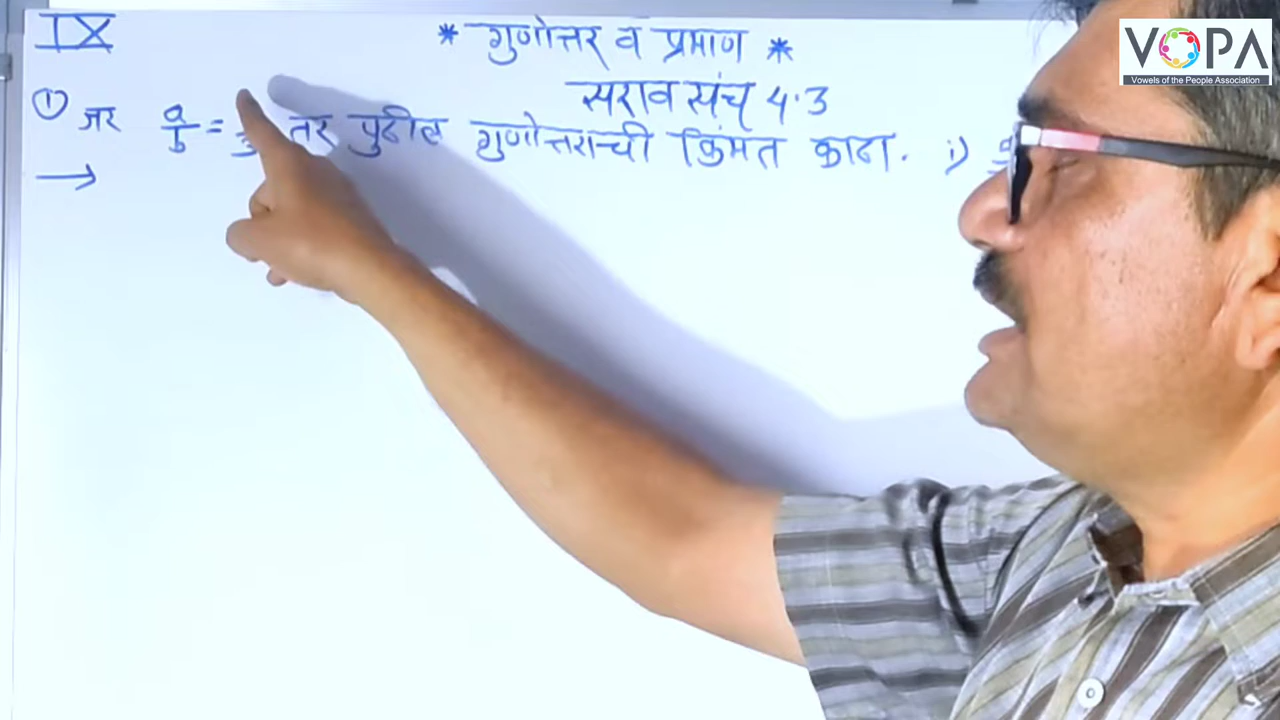 IX
* गुणोत्तर व प्रमाण *
सराव संच 4.3
① जर a/b = तर पुढील गुणोत्तराची किंमत काढा. i)
→
VOPA
Vowels of the People Association